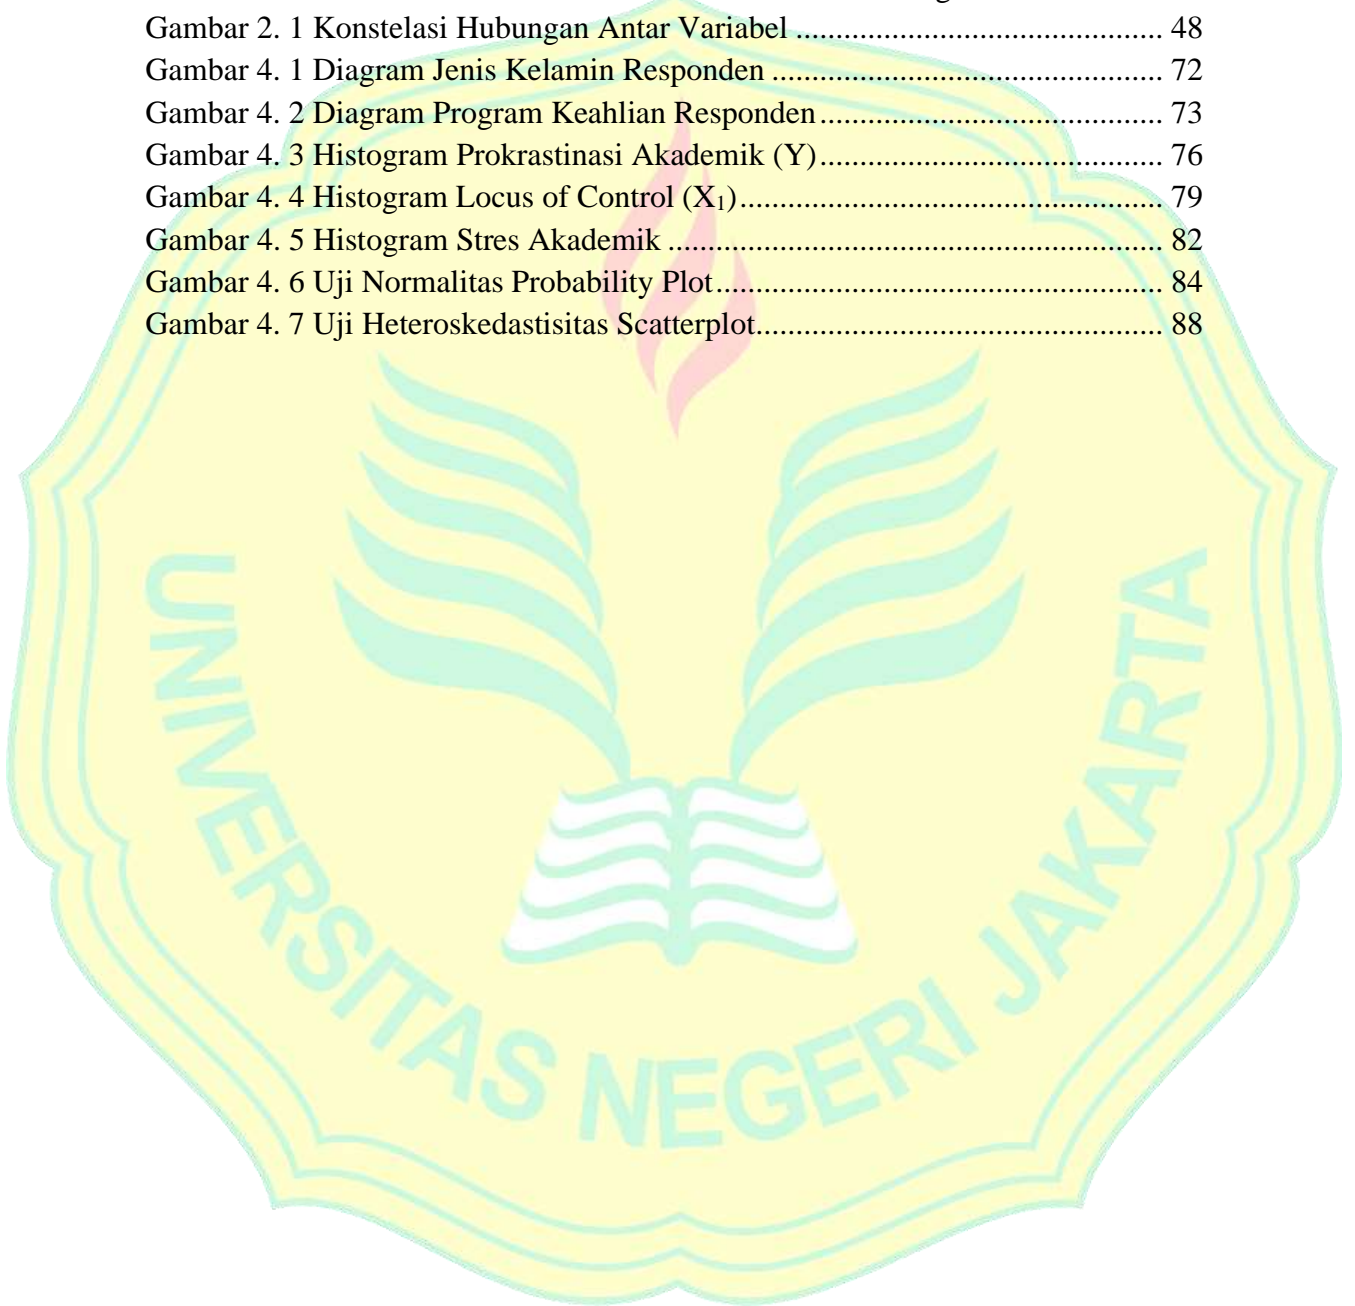 Gambar 2. 1 Konstelasi Hubungan Antar Variabel ........................................... 48
Gambar 4. 1 Diagram Jenis Kelamin Responden .............................................. 72
Gambar 4. 2 Diagram Program Keahlian Responden ........................................ 73
Gambar 4. 3 Histogram Prokrastinasi Akademik (Y) ........................................ 76
Gambar 4. 4 Histogram Locus of Control (X₁) .................................................. 79
Gambar 4. 5 Histogram Stres Akademik ........................................................... 82
Gambar 4. 6 Uji Normalitas Probability Plot ..................................................... 84
Gambar 4. 7 Uji Heteroskedastisitas Scatterplot ................................................ 88
UNIVERSITAS NEGERI JAKARTA